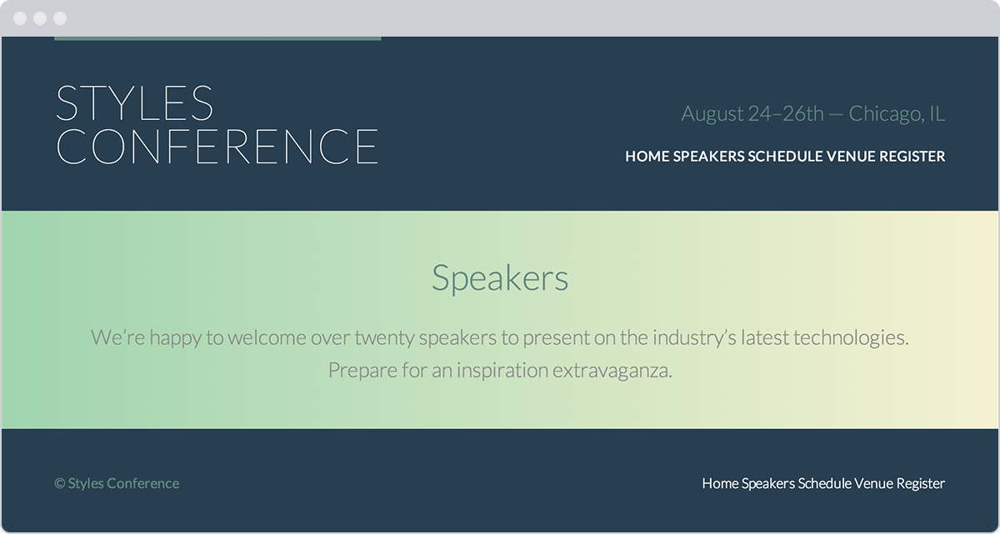 STYLES
CONFERENCE
August 24–26th — Chicago, IL
HOME SPEAKERS SCHEDULE VENUE REGISTER
Speakers
We’re happy to welcome over twenty speakers to present on the industry’s latest technologies.
Prepare for an inspiration extravaganza.
© Styles Conference
Home Speakers Schedule Venue Register